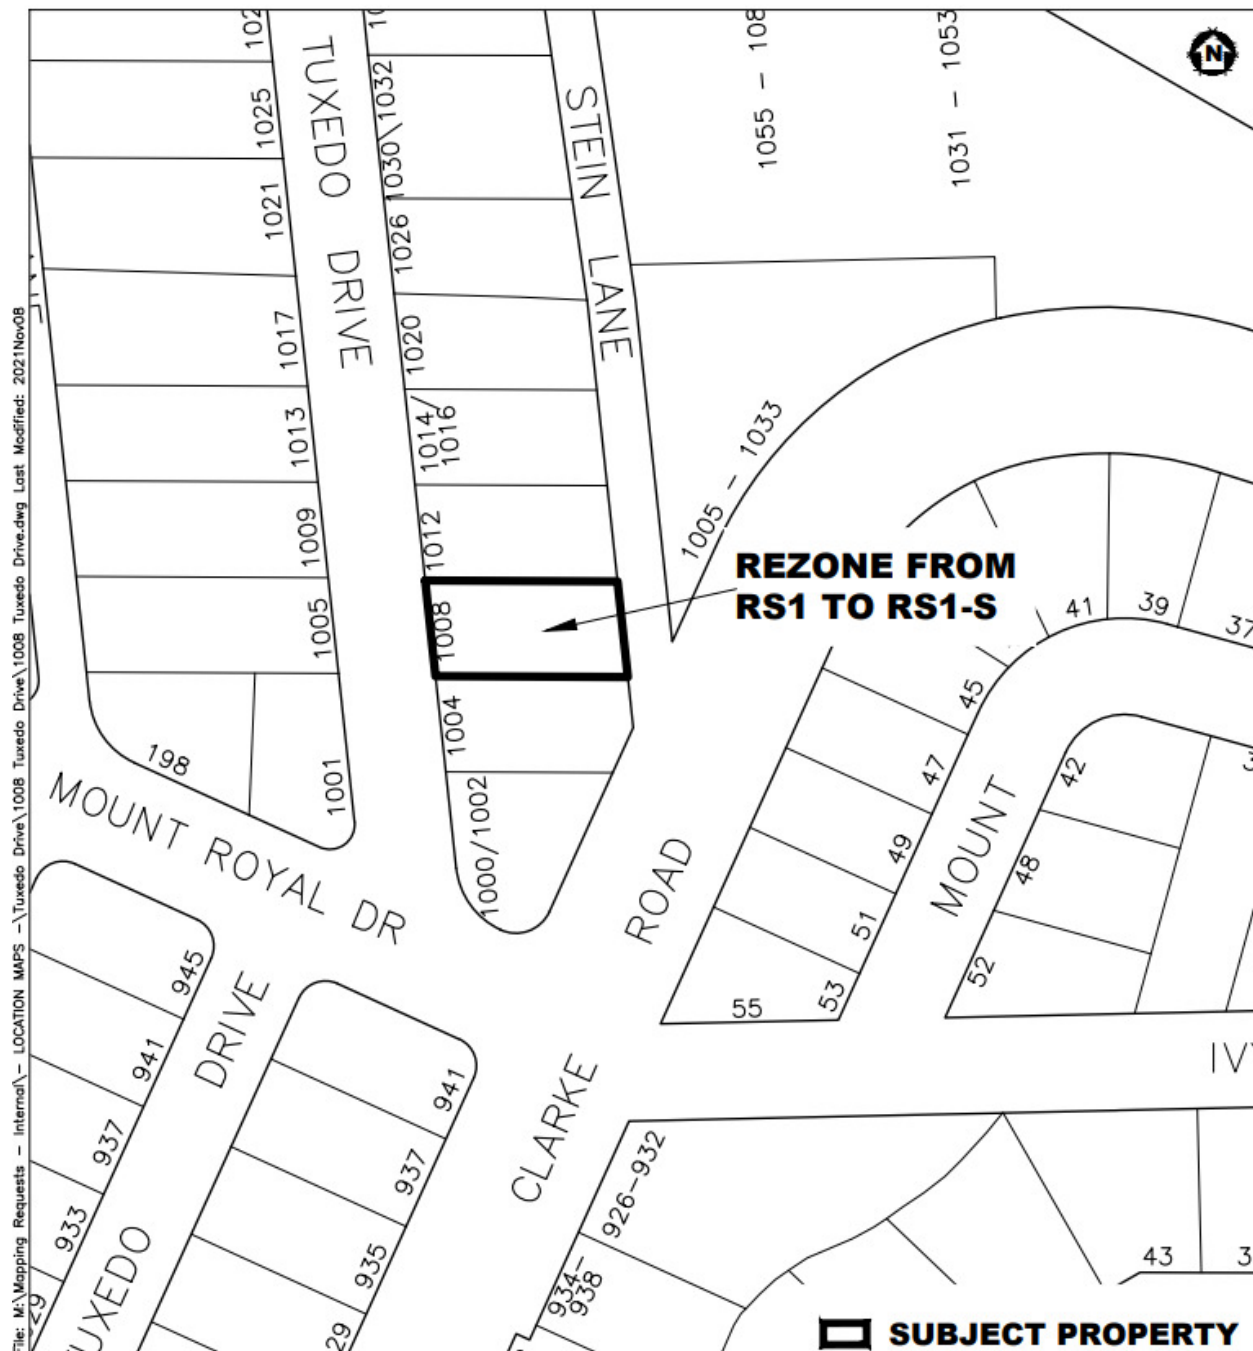 1055 - 108
1031 - 1053
N
TUXEDO DRIVE
STEIN LANE
1025
1021
1017
1013
1009
1005
1001
198
1030\1032
1026
1020
1014
1016
1012
1008
1004
1000/1002
1005 - 1033
REZONE FROM
RS1 TO RS1-S
41
39
37
45
47
49
51
53
55
42
48
52
MOUNT
MOUNT ROYAL DR
CLARKE ROAD
945
941
937
933
TUXEDO DRIVE
941
937
935
926-932
934-
938
43
SUBJECT PROPERTY
File: M:\Mapping Requests - Internal\- LOCATION MAPS -\Tuxedo Drive\1008 Tuxedo Drive\1008 Tuxedo Drive.dwg Last Modified: 2021Nov08